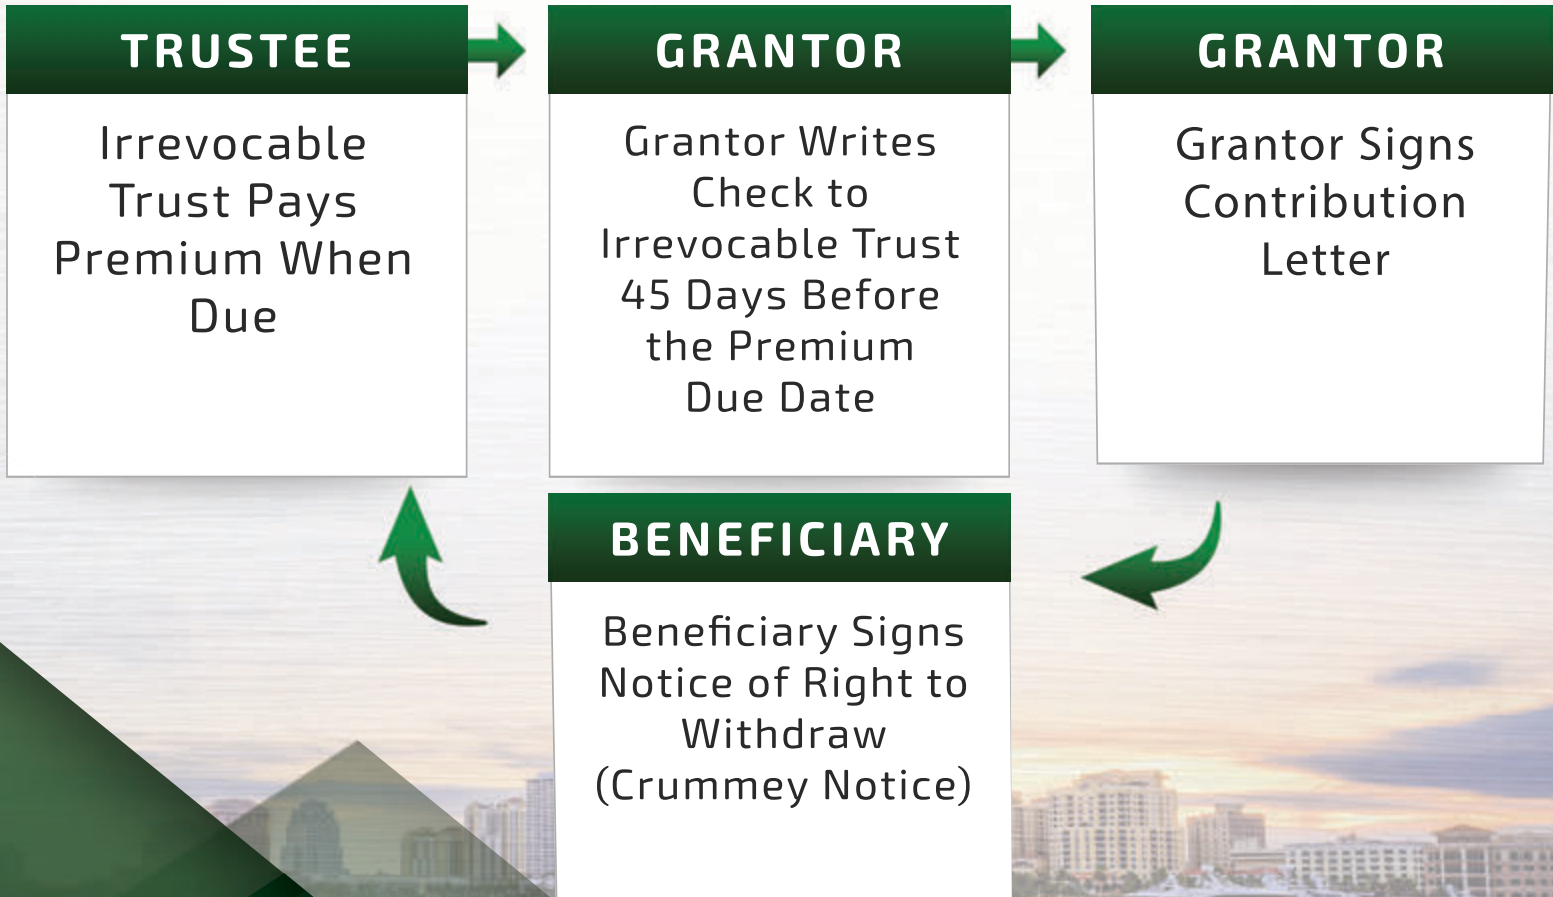 TRUSTEE
Irrevocable
Trust Pays
Premium When
Due
GRANTOR
Grantor Writes
Check to
Irrevocable Trust
45 Days Before
the Premium
Due Date
GRANTOR
Grantor Signs
Contribution
Letter
BENEFICIARY
Beneficiary Signs
Notice of Right to
Withdraw
(Crummey Notice)